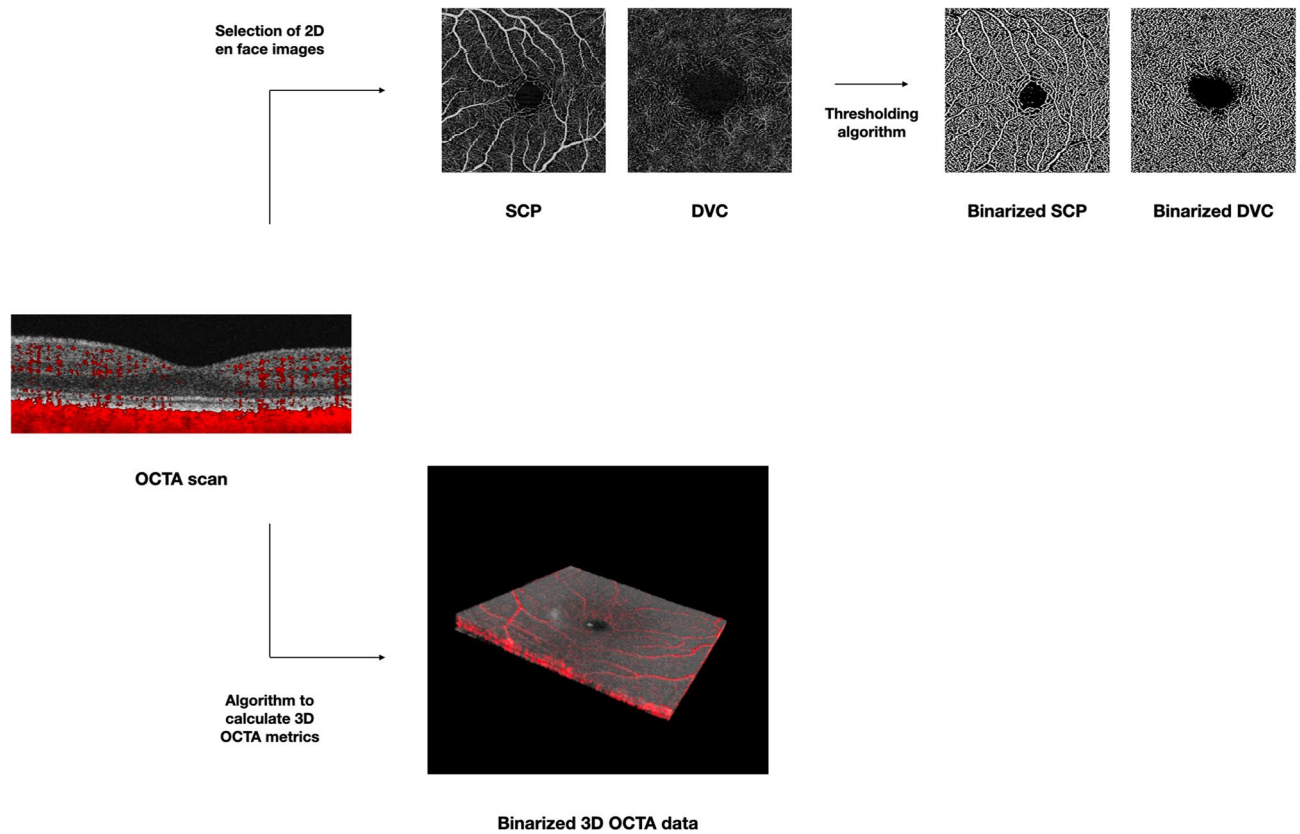 Selection of 2D
en face images
Thresholding
algorithm
SCP
DVC
Binarized SCP
Binarized DVC
OCTA scan
Algorithm to
calculate 3D
OCTA metrics
Binarized 3D OCTA data